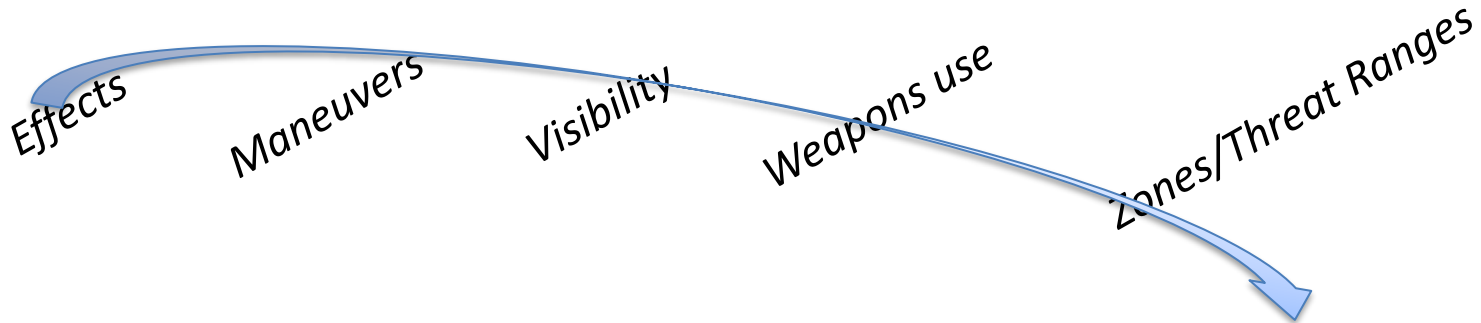 Effects
Maneuvers
Visibility
Weapons use
Zones/Threat Ranges